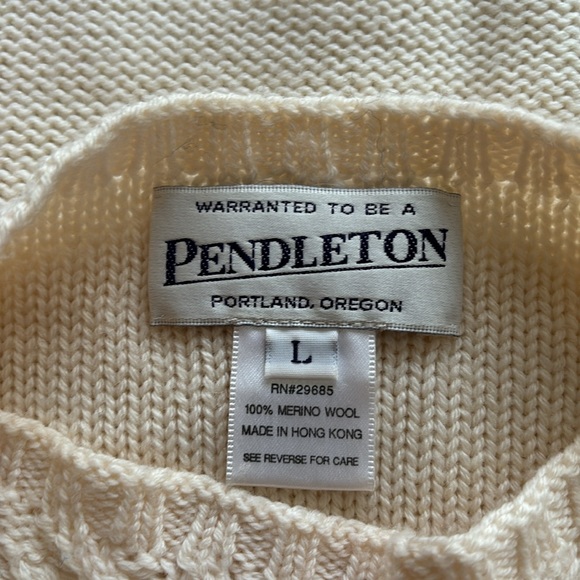 WARRANTED TO BE A
PENDLETON
PORTLAND, OREGON
L
RN#29685
100% MERINO WOOL
MADE IN HONG KONG
SEE REVERSE FOR CARE